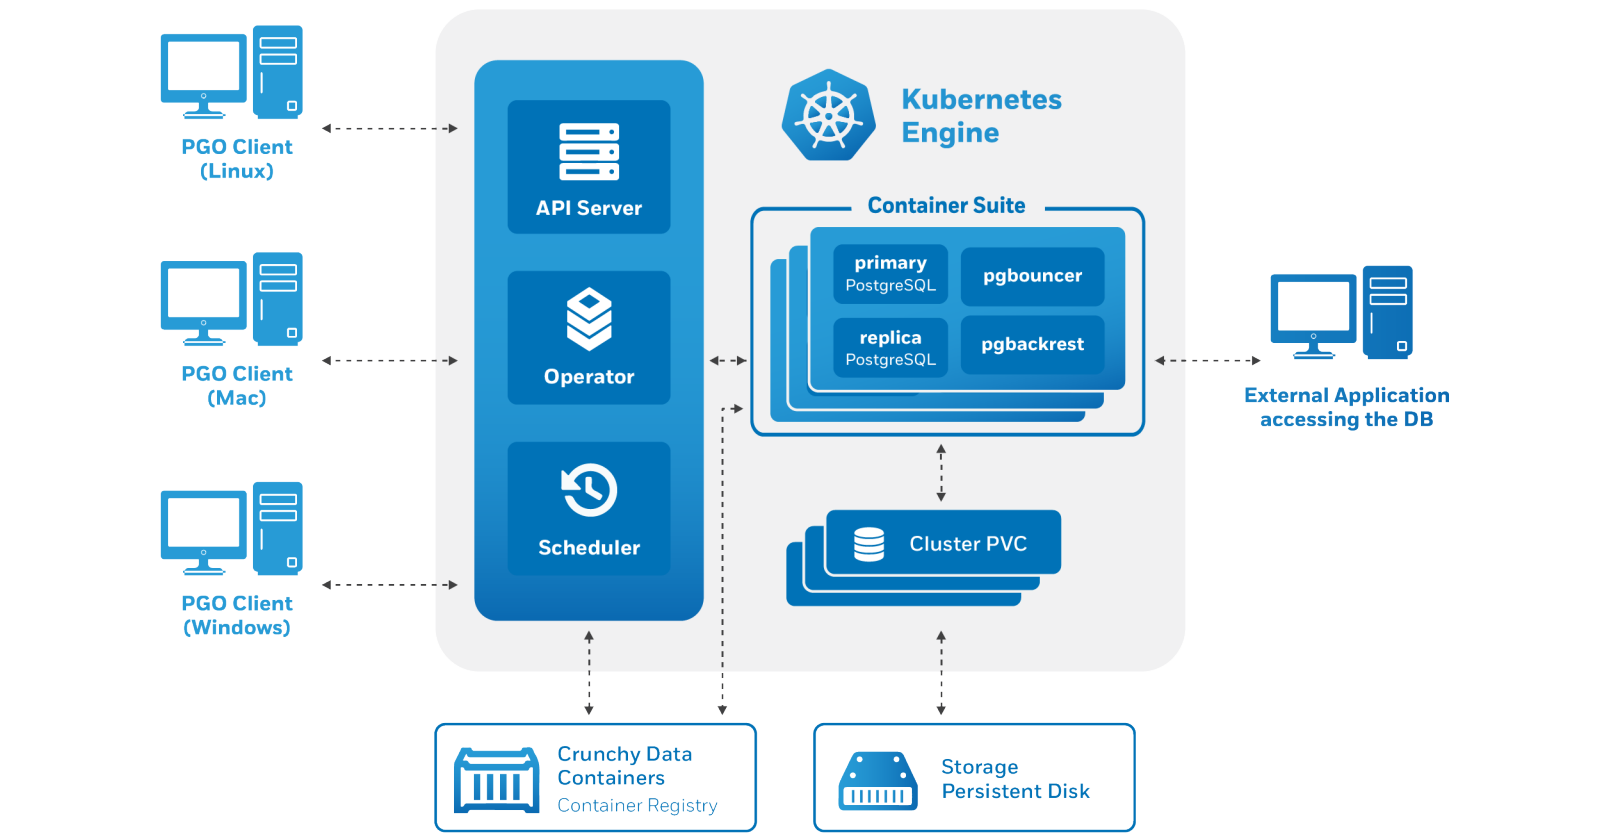 PGO Client
(Linux)
PGO Client
(Mac)
PGO Client
(Windows)
API Server
Operator
Scheduler
Kubernetes
Engine
Container Suite
primary
PostgreSQL
pgbouncer
replica
PostgreSQL
pgbackrest
Cluster PVC
External Application
accessing the DB
Crunchy Data
Containers
Container Registry
Storage
Persistent Disk